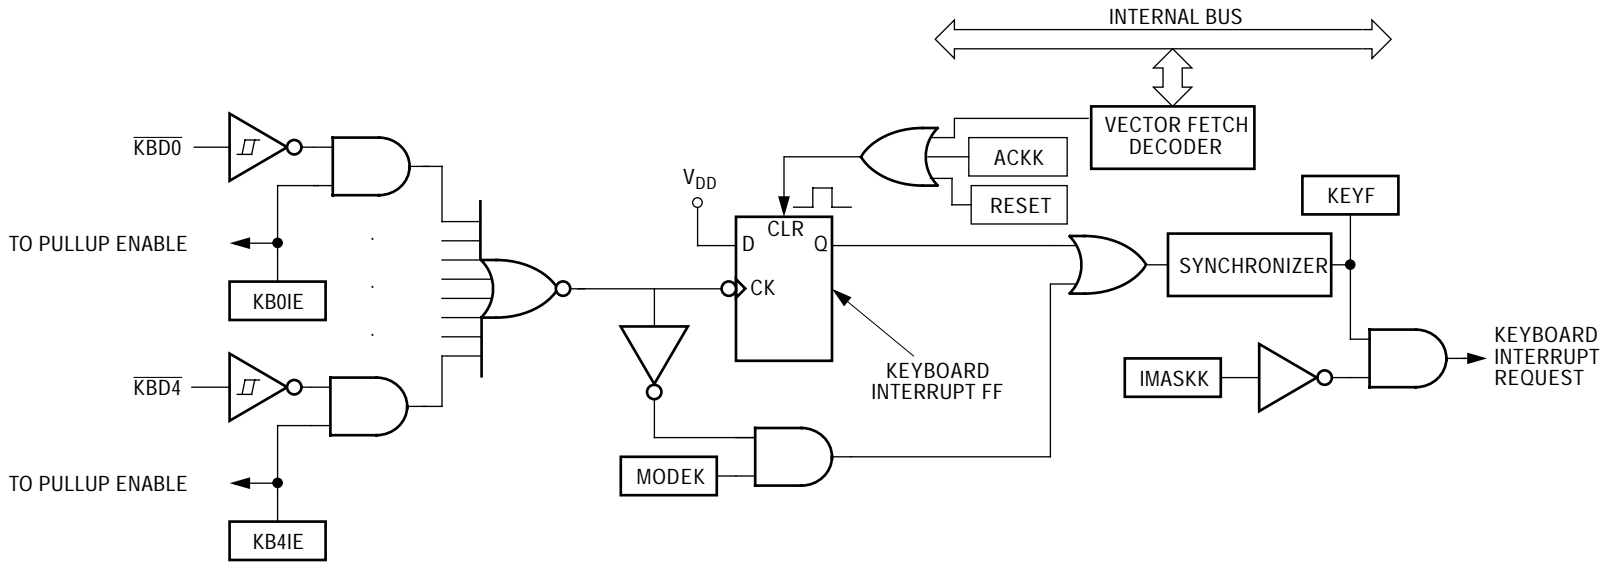 INTERNAL BUS
VECTOR FETCH
DECODER
ACKK
RESET
KBD0
TO PULLUP ENABLE
KB0IE
KBD4
TO PULLUP ENABLE
KB4IE
VDD
CLR
D
Q
CK
KEYBOARD
INTERRUPT FF
MODEK
SYNCHRONIZER
KEYF
IMASKK
KEYBOARD
INTERRUPT
REQUEST